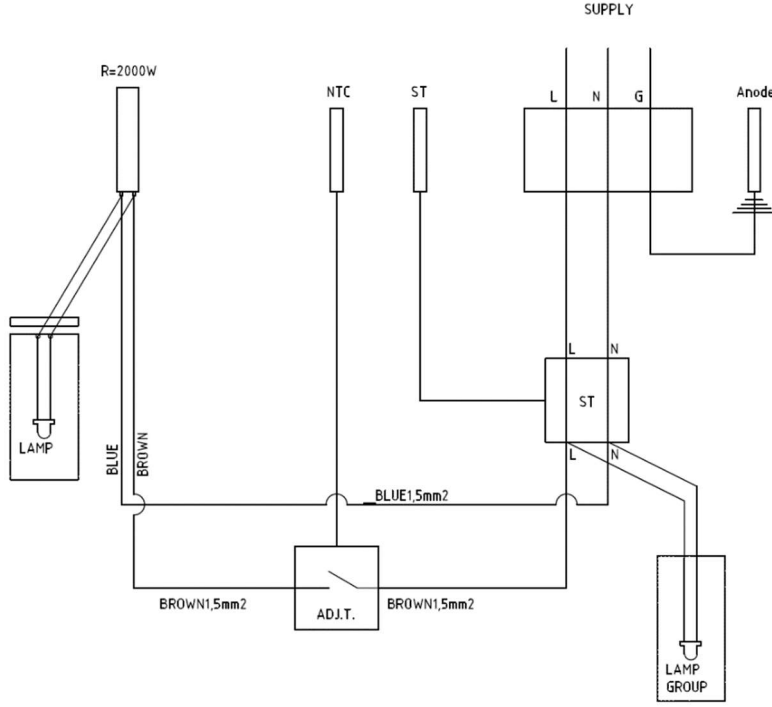 SUPPLY
R=2000W
NTC
ST
L
N
G
Anode
L
N
ST
LAMP
BLUE
BROWN
L
N
BLUE1,5mm2
BROWN1,5mm2
ADJ.T.
BROWN1,5mm2
LAMP
GROUP